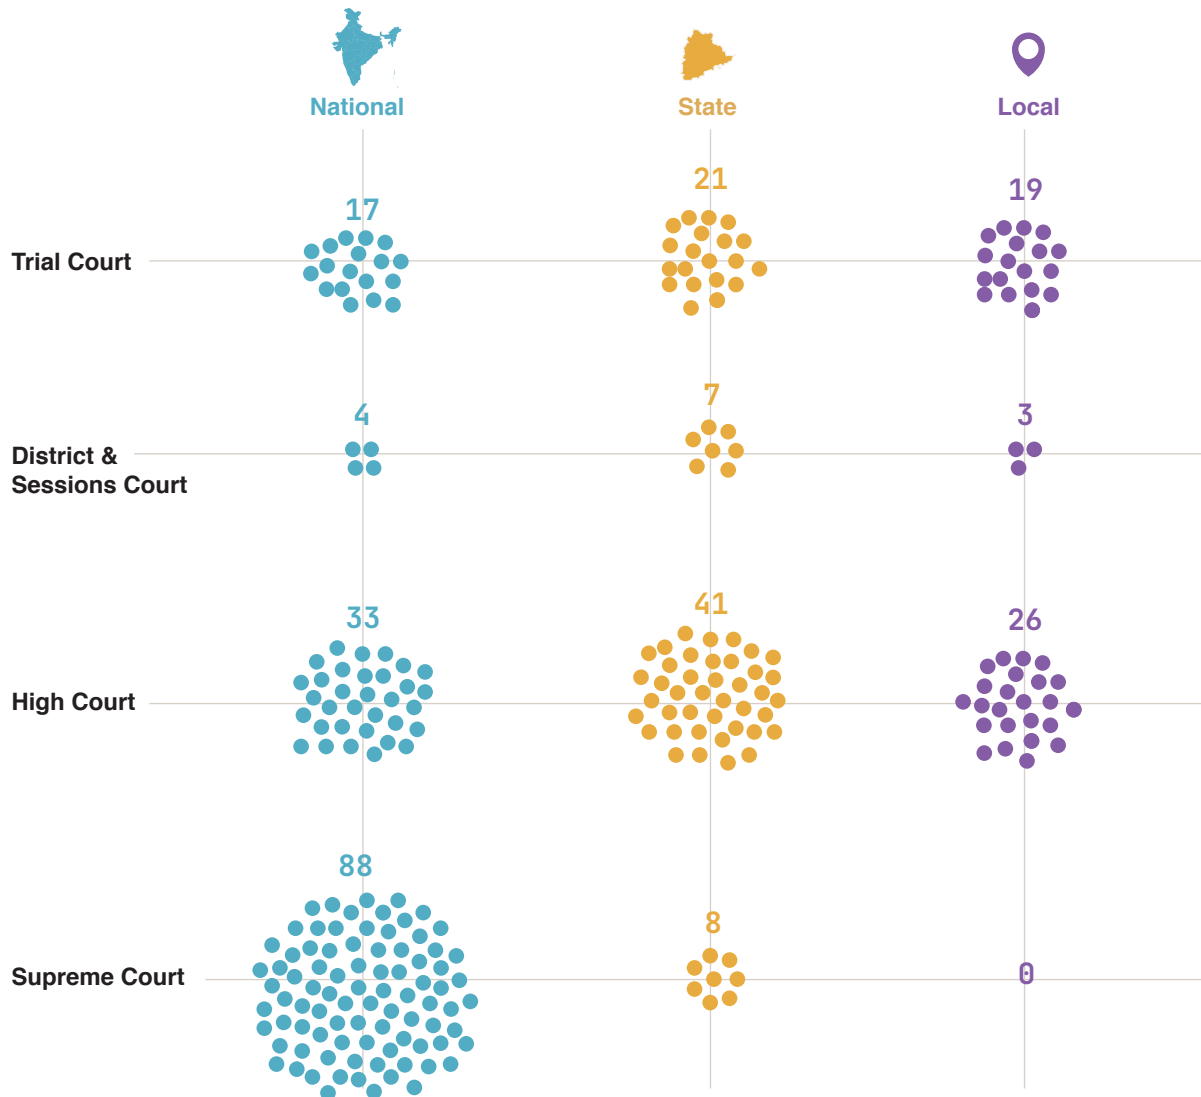 National
State
Local
17
21
19
Trial Court
4
7
3
District &
Sessions Court
33
41
26
High Court
88
8
0
Supreme Court